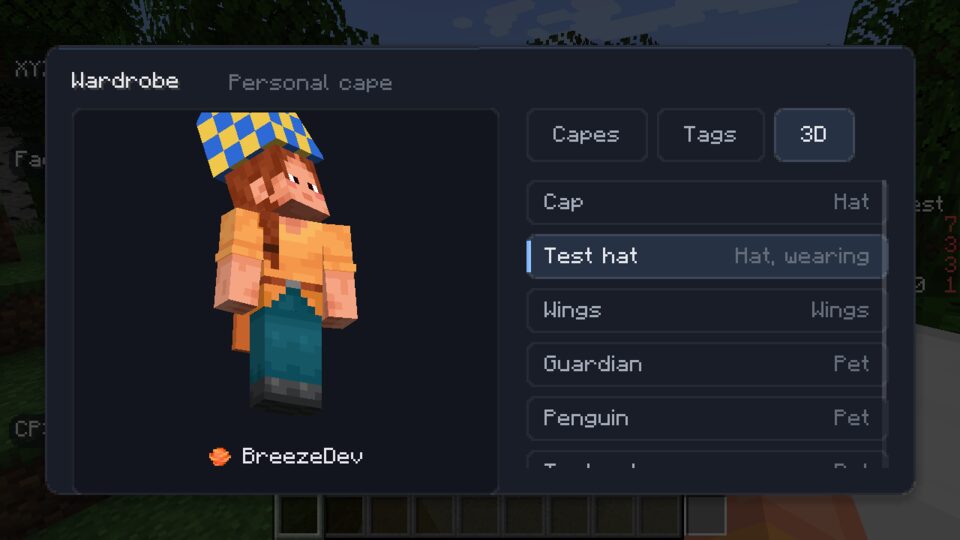 Wardrobe
Personal cape
Capes
Tags
3D
Cap
Hat
Test hat
Hat, wearing
Wings
Wings
Guardian
Pet
Penguin
Pet
BreezeDev